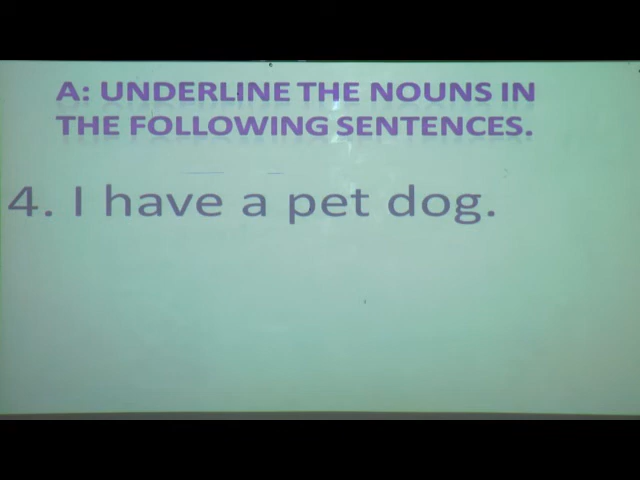 A: UNDERLINE THE NOUNS IN
THE FOLLOWING SENTENCES.
4. I have a pet dog.